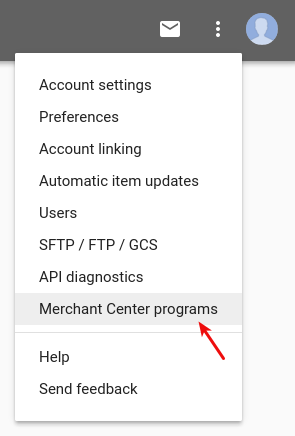 Account settings
Preferences
Account linking
Automatic item updates
Users
SFTP / FTP / GCS
API diagnostics
Merchant Center programs
Help
Send feedback